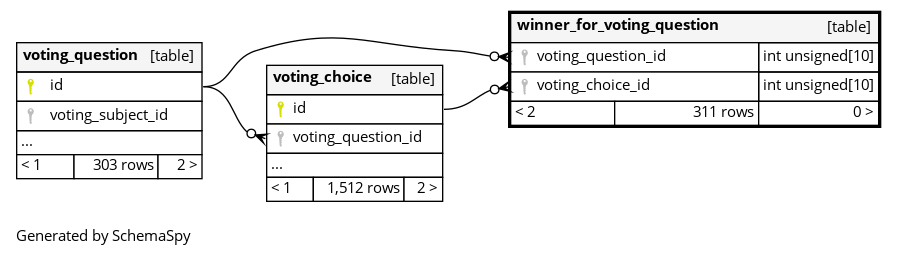 voting_question [table]
id
voting_subject_id
...
< 1 303 rows 2 >
voting_choice [table]
id
voting_question_id
...
< 1 1,512 rows 2 >
winner_for_voting_question [table]
voting_question_id int unsigned[10]
voting_choice_id int unsigned[10]
< 2 311 rows 0 >
Generated by SchemaSpy